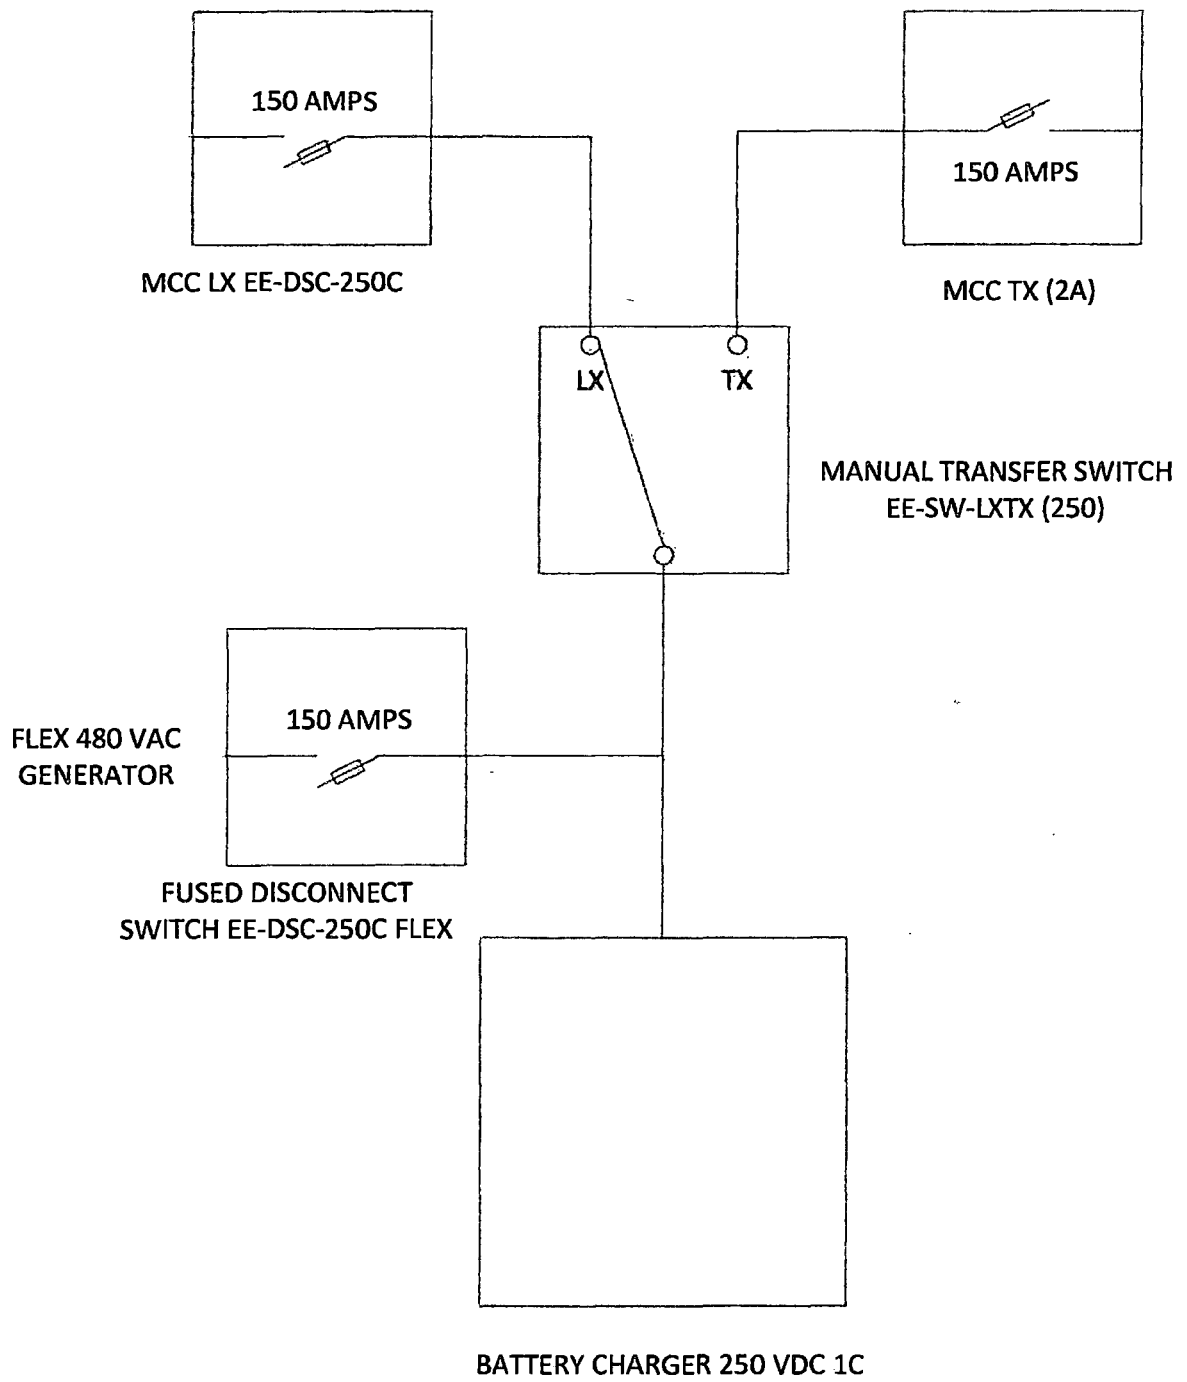 150 AMPS
MCC LX EE-DSC-250C
150 AMPS
MCC TX (2A)
LX
TX
MANUAL TRANSFER SWITCH
EE-SW-LXTX (250)
150 AMPS
FLEX 480 VAC
GENERATOR
FUSED DISCONNECT
SWITCH EE-DSC-250C FLEX
BATTERY CHARGER 250 VDC 1C